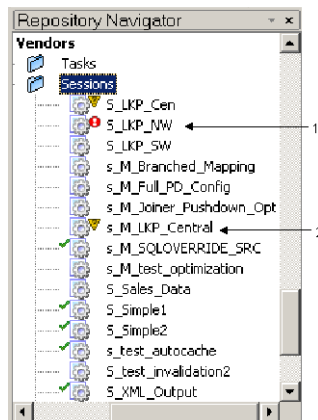 Repository Navigator
Vendors
Tasks
Sessions
S_LKP_Cen
S_LKP_NW
1
S_LKP_SW
s_M_Branched_Mapping
s_M_Full_PD_Config
s_M_Joiner_Pushdown_Opt
s_M_LKP_Central
2
s_M_SQLOVERRIDE_SRC
s_M_test_optimization
S_Sales_Data
S_Simple1
S_Simple2
s_test_autocache
S_test_invalidation2
S_XML_Output